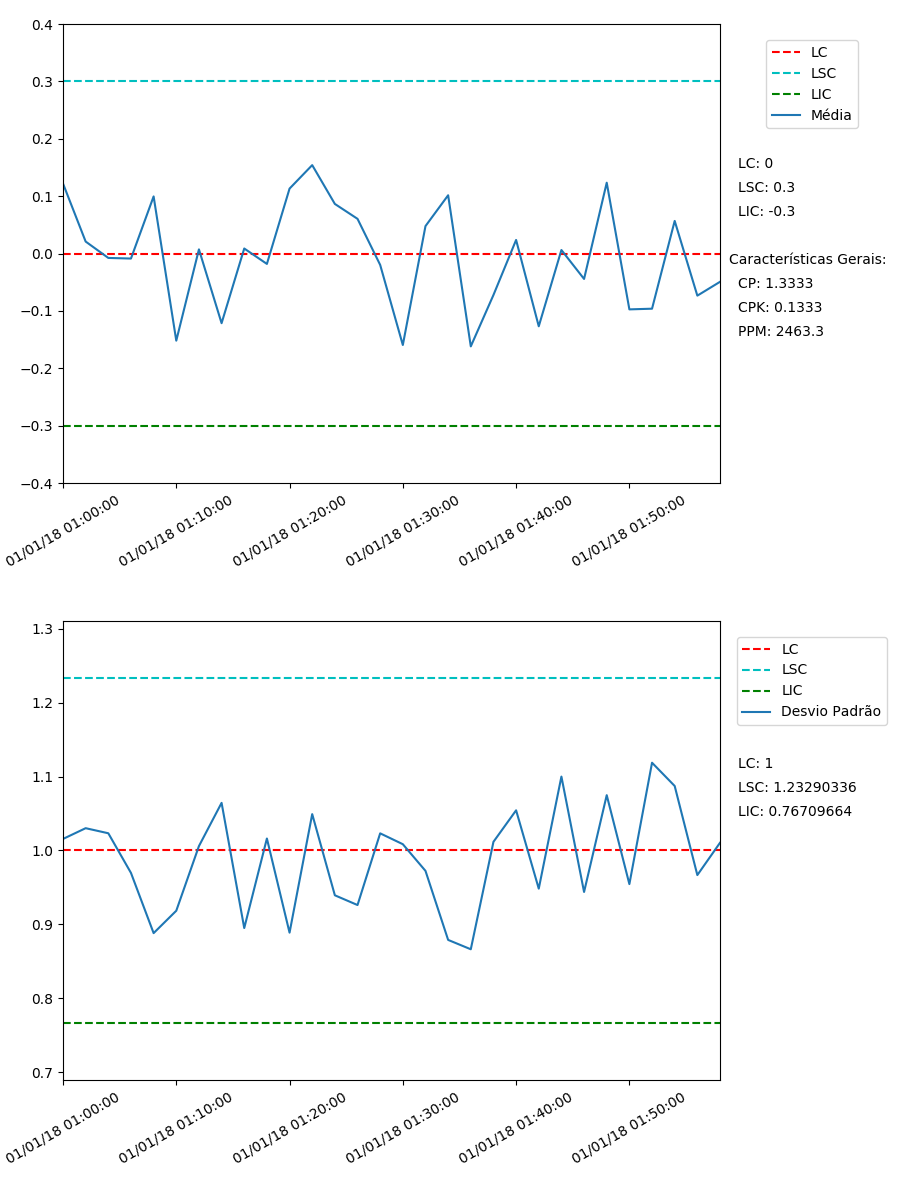 0.4
0.3
0.2
0.1
0.0
−0.1
−0.2
−0.3
−0.4
01/01/18 01:00:00
01/01/18 01:10:00
01/01/18 01:20:00
01/01/18 01:30:00
01/01/18 01:40:00
01/01/18 01:50:00
LC
LSC
LIC
Média
LC: 0
LSC: 0.3
LIC: -0.3
Características Gerais:
CP: 1.3333
CPK: 0.1333
PPM: 2463.3
1.3
1.2
1.1
1.0
0.9
0.8
0.7
01/01/18 01:00:00
01/01/18 01:10:00
01/01/18 01:20:00
01/01/18 01:30:00
01/01/18 01:40:00
01/01/18 01:50:00
LC
LSC
LIC
Desvio Padrão
LC: 1
LSC: 1.23290336
LIC: 0.76709664